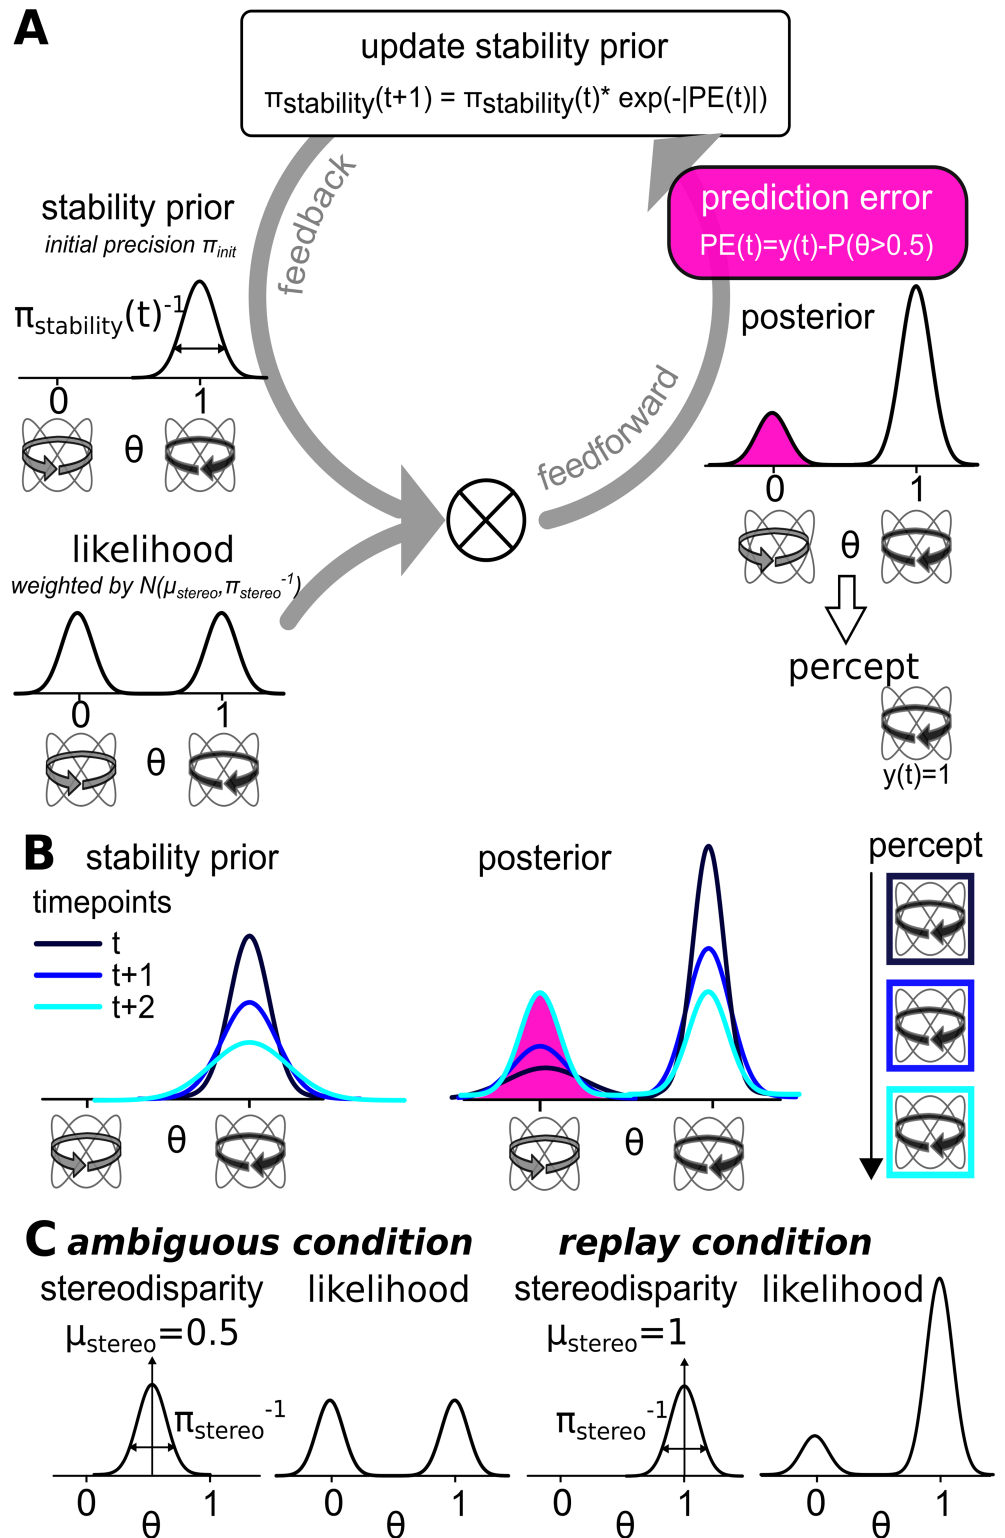 A
update stability prior
πstability(t+1) = πstability(t)* exp(-|PE(t)|)
feedback
prediction error
PE(t)=y(t)-P(θ>0.5)
stability prior
initial precision πinit
πstability(t)-1
0
1
θ
posterior
0
1
θ
feedforward
likelihood
weighted by N(μstereo,πstereo-1)
0
1
θ
percept
y(t)=1
B
stability prior
posterior
percept
timepoints
t
t+1
t+2
θ
θ
C
ambiguous condition
replay condition
stereodisparity
likelihood
stereodisparity
likelihood
μstereo=0.5
μstereo=1
πstereo-1
πstereo-1
0
1
0
1
0
1
0
1
θ
θ
θ
θ